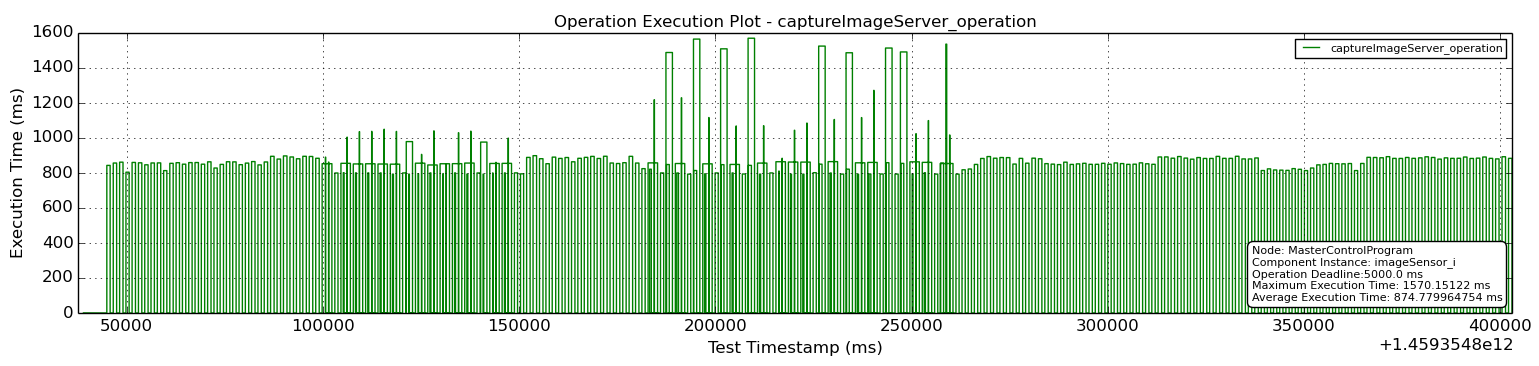 Operation Execution Plot - captureImageServer_operation
1600
1400
1200
1000
800
600
400
200
0
Execution Time (ms)
captureImageServer_operation
Node: MasterControlProgram
Component Instance: imageSensor_i
Operation Deadline:5000.0 ms
Maximum Execution Time: 1570.15122 ms
Average Execution Time: 874.779964754 ms
50000 100000 150000 200000 250000 300000 350000 400000
Test Timestamp (ms)
+1.4593548e12